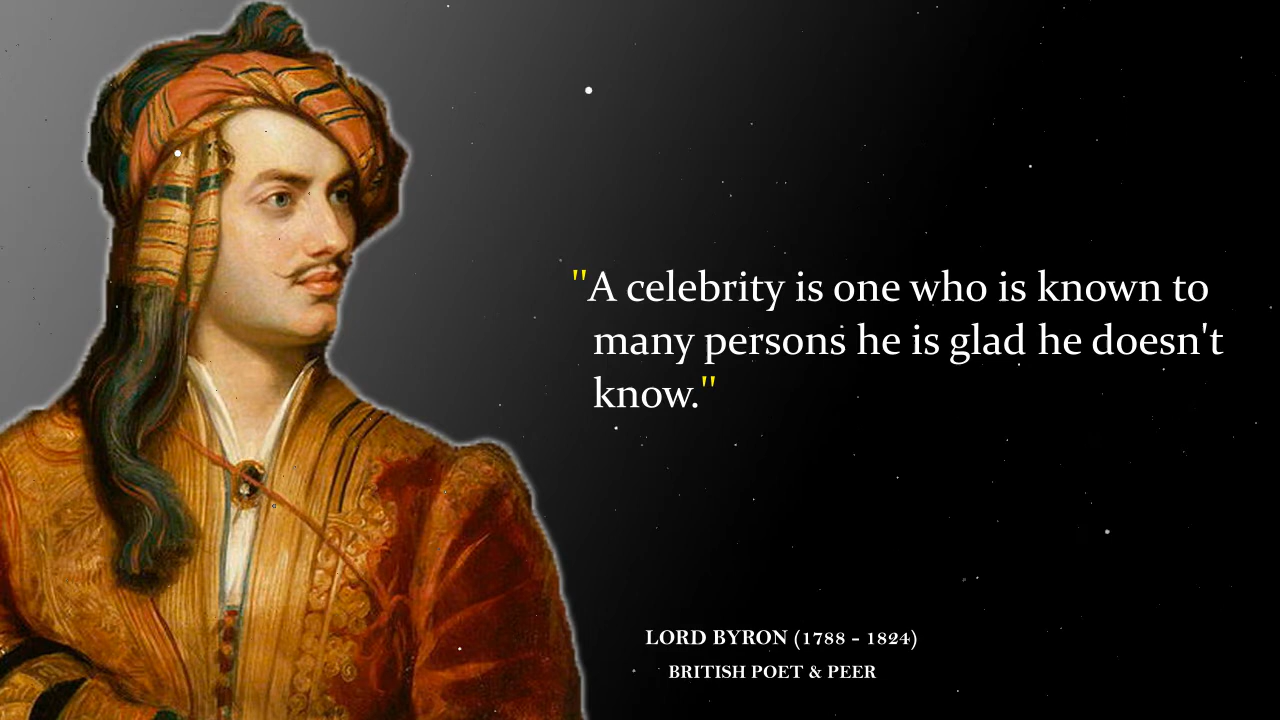 "A celebrity is one who is known to
many persons he is glad he doesn't
know."
LORD BYRON (1788 - 1824)
BRITISH POET & PEER